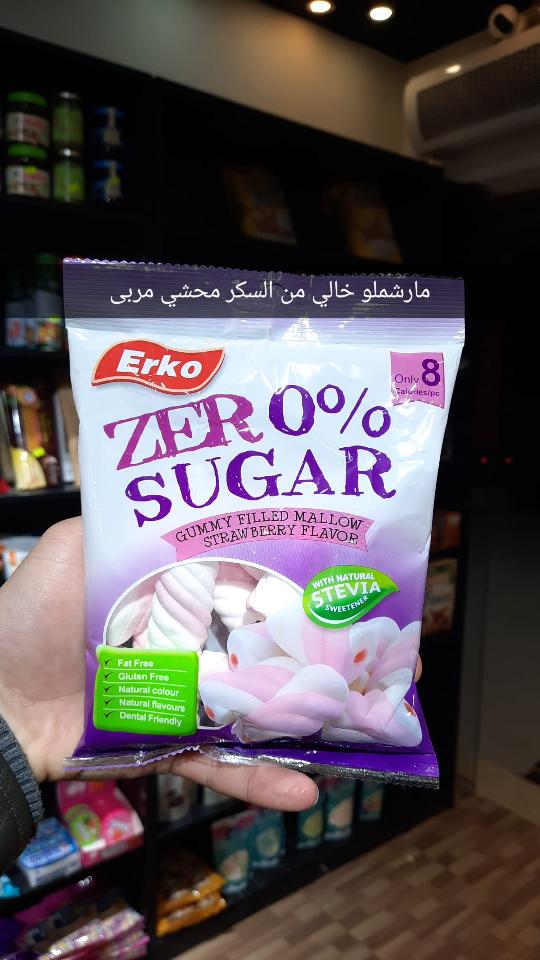 مارشملو خالي من السكر محشي مربى
Erko
Only 8
Calories/pc
ZER0%
SUGAR
GUMMY FILLED MALLOW
STRAWBERRY FLAVOR
WITH NATURAL
STEVIA
SWEETENER
Fat Free
Gluten Free
Natural colour
Natural flavours
Dental Friendly